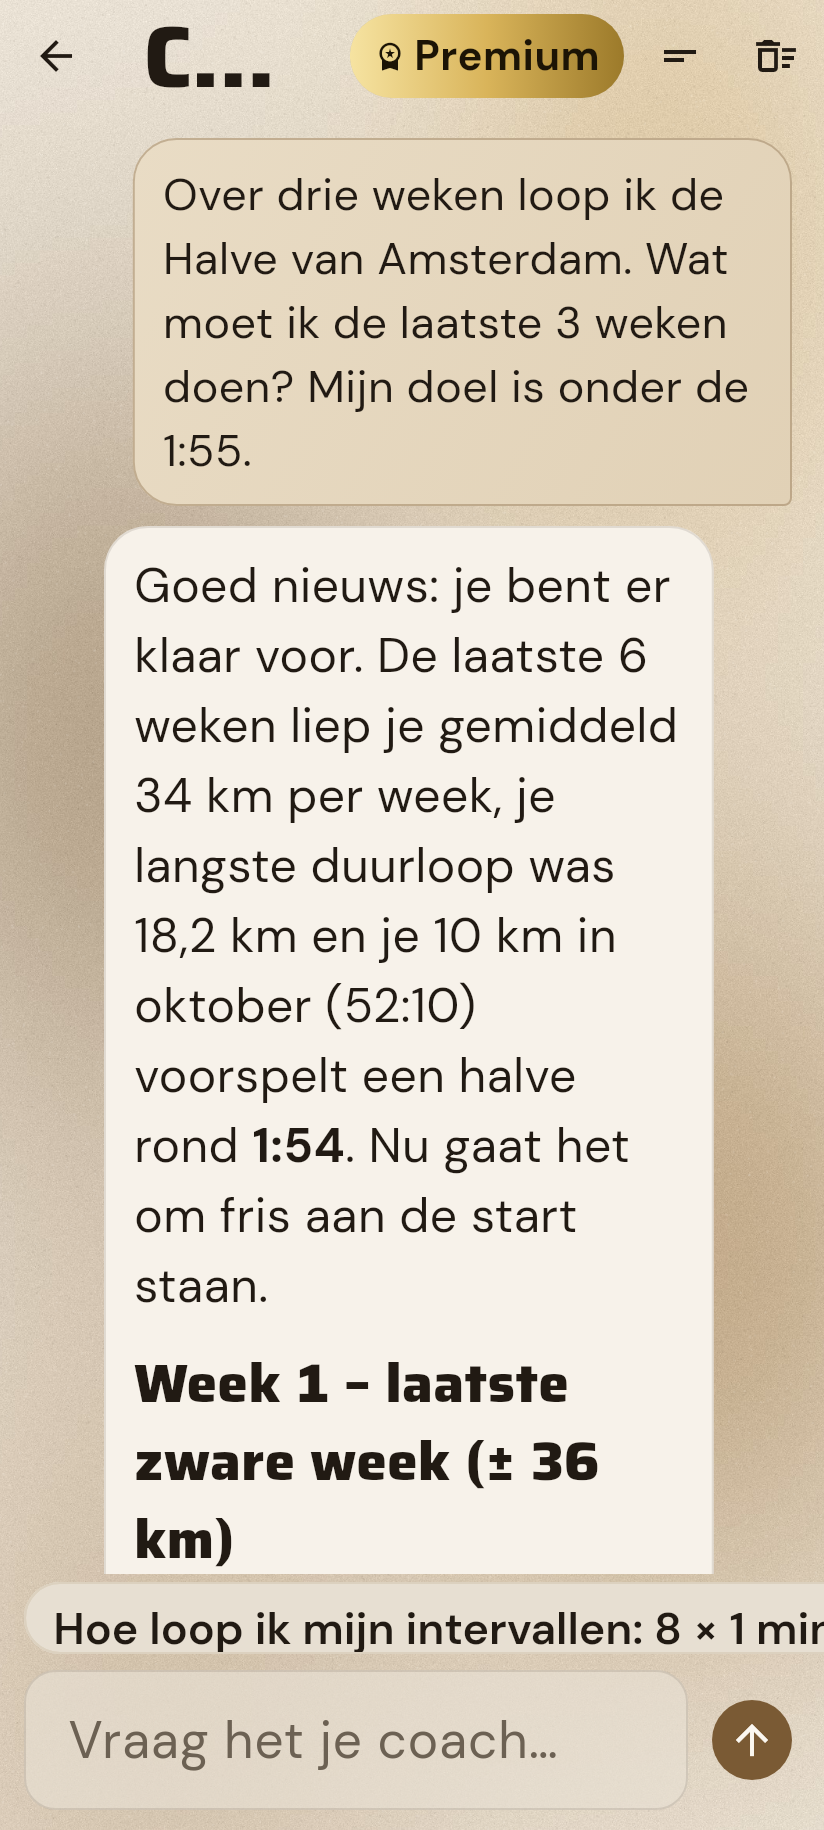 C...
Premium
Over drie weken loop ik de
Halve van Amsterdam. Wat
moet ik de laatste 3 weken
doen? Mijn doel is onder de
1:55.
Goed nieuws: je bent er
klaar voor. De laatste 6
weken liep je gemiddeld
34 km per week, je
langste duurloop was
18,2 km en je 10 km in
oktober (52:10)
voorspelt een halve
rond 1:54. Nu gaat het
om fris aan de start
staan.
Week 1 – laatste
zware week (± 36
km)
Hoe loop ik mijn intervallen: 8 × 1 min
Vraag het je coach...